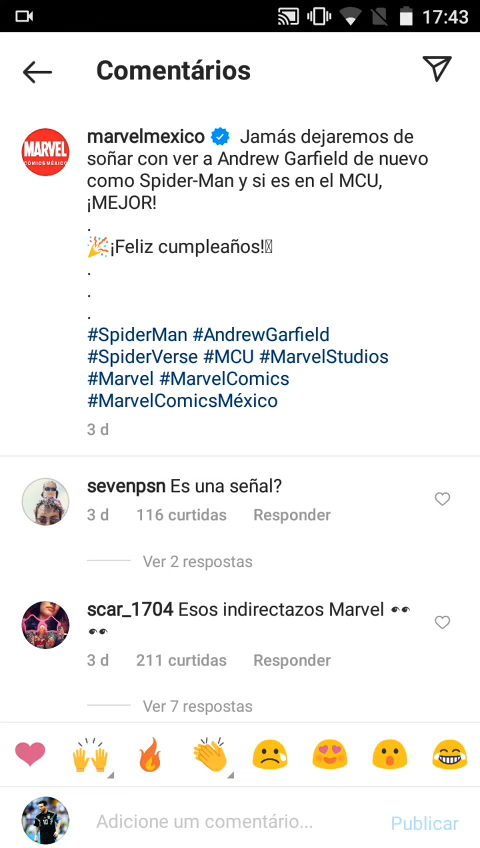 17:43
Comentários
MARVEL
COMICS MÉXICO
marvelmexico Jamás dejaremos de
soñar con ver a Andrew Garfield de nuevo
como Spider-Man y si es en el MCU,
¡MEJOR!
.
🎉¡Feliz cumpleaños!
.
.
.
#SpiderMan #AndrewGarfield
#SpiderVerse #MCU #MarvelStudios
#Marvel #MarvelComics
#MarvelComicsMéxico
3 d
sevenpsn Es una señal?
3 d 116 curtidas Responder
Ver 2 respostas
scar_1704 Esos indirectazos Marvel 👀
👀
3 d 211 curtidas Responder
Ver 7 respostas
Adicione um comentário... Publicar